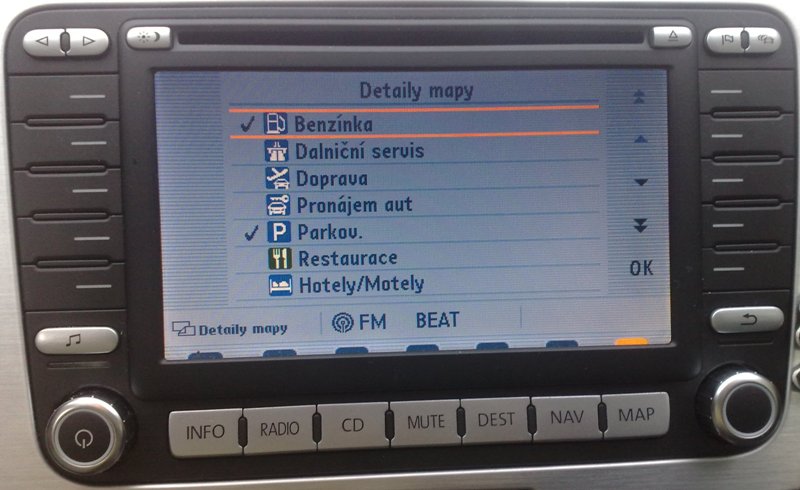 Detaily mapy
✓ Benzínka
Dalniční servis
Doprava
Pronájem aut
✓ P Parkov.
Restaurace
Hotely/Motely
OK
Detaily mapy FM BEAT
INFO RADIO CD MUTE DEST NAV MAP